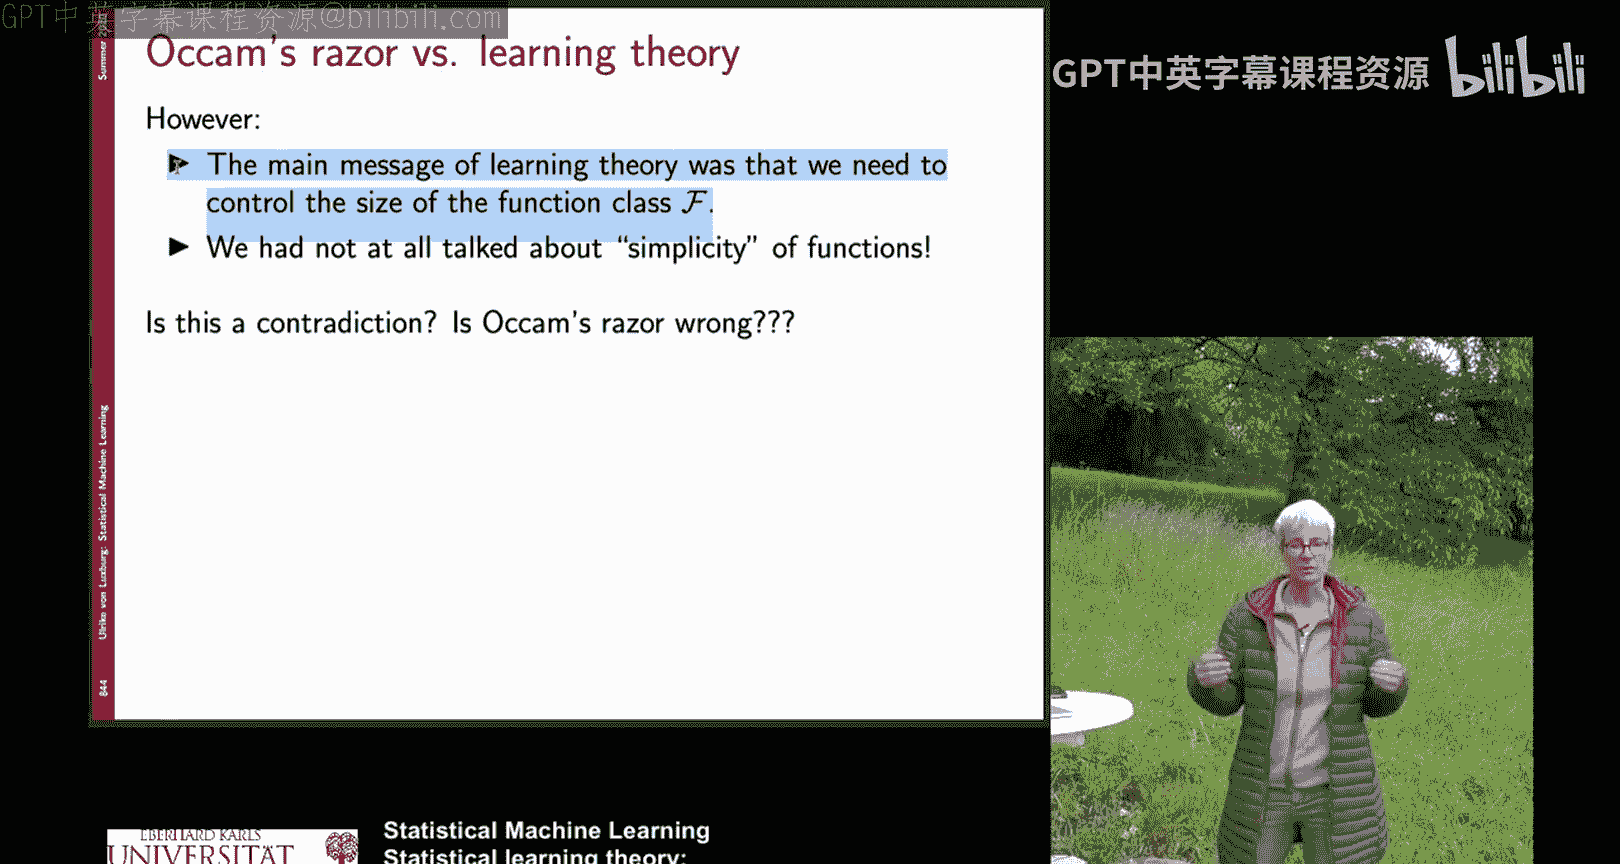 GPT中英字幕课程资源@bilibili.com
Occam's razor vs. learning theory
However:
The main message of learning theory was that we need to
control the size of the function class F.
We had not at all talked about “simplicity” of functions!
Is this a contradiction? Is Occam's razor wrong???
Summer
Ulrike von Luxburg: Statistical Machine Learning
844
GPT中英字幕课程资源 bilibili
EBERHARD KARLS
UNIVERSITÄT
Statistical Machine Learning
Statistical learning theory: